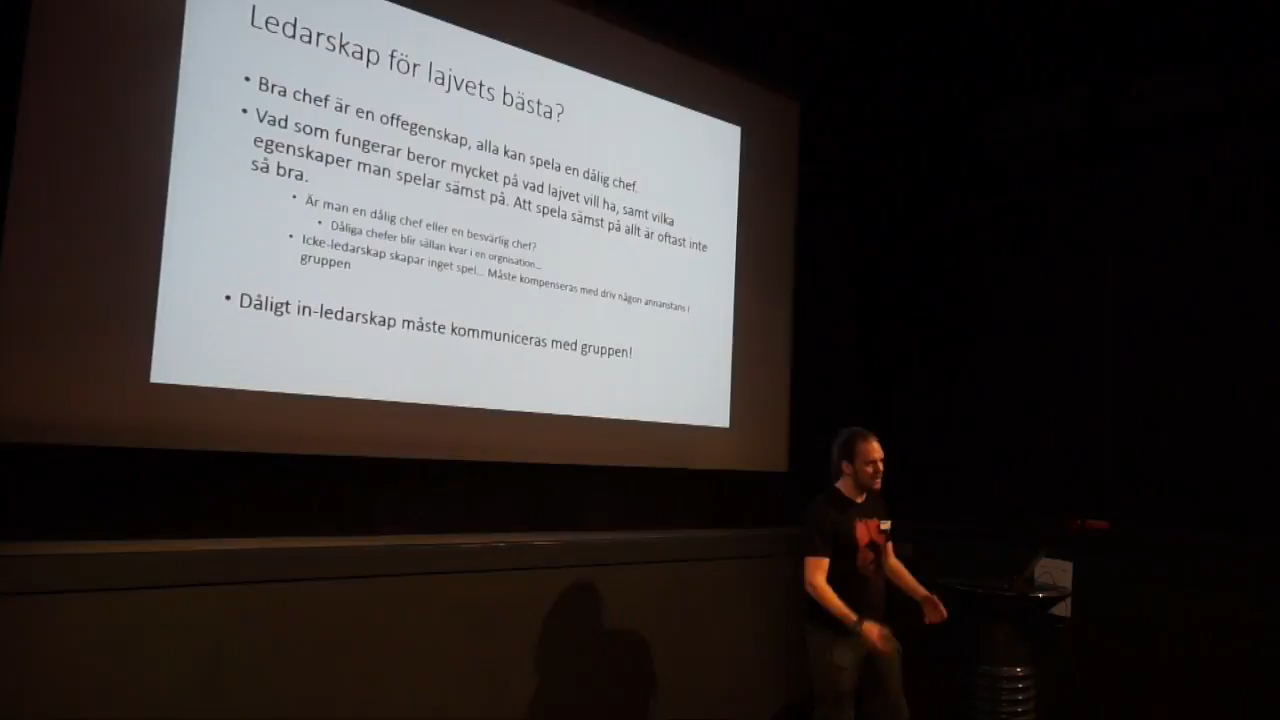 Ledarskap för lajvets bästa?
• Bra chef är en offegenskap, alla kan spela en dålig chef.
• Vad som fungerar beror mycket på vad lajvet vill ha, samt vilka
egenskaper man spelar sämst på. Att spela sämst på allt är oftast inte
så bra.
• Är man en dålig chef eller en besvärlig chef?
• Dåliga chefer blir sällan kvar i en orgnisation...
• Icke-ledarskap skapar inget spel... Måste kompenseras med driv någon annanstans i
gruppen
• Dåligt in-ledarskap måste kommuniceras med gruppen!